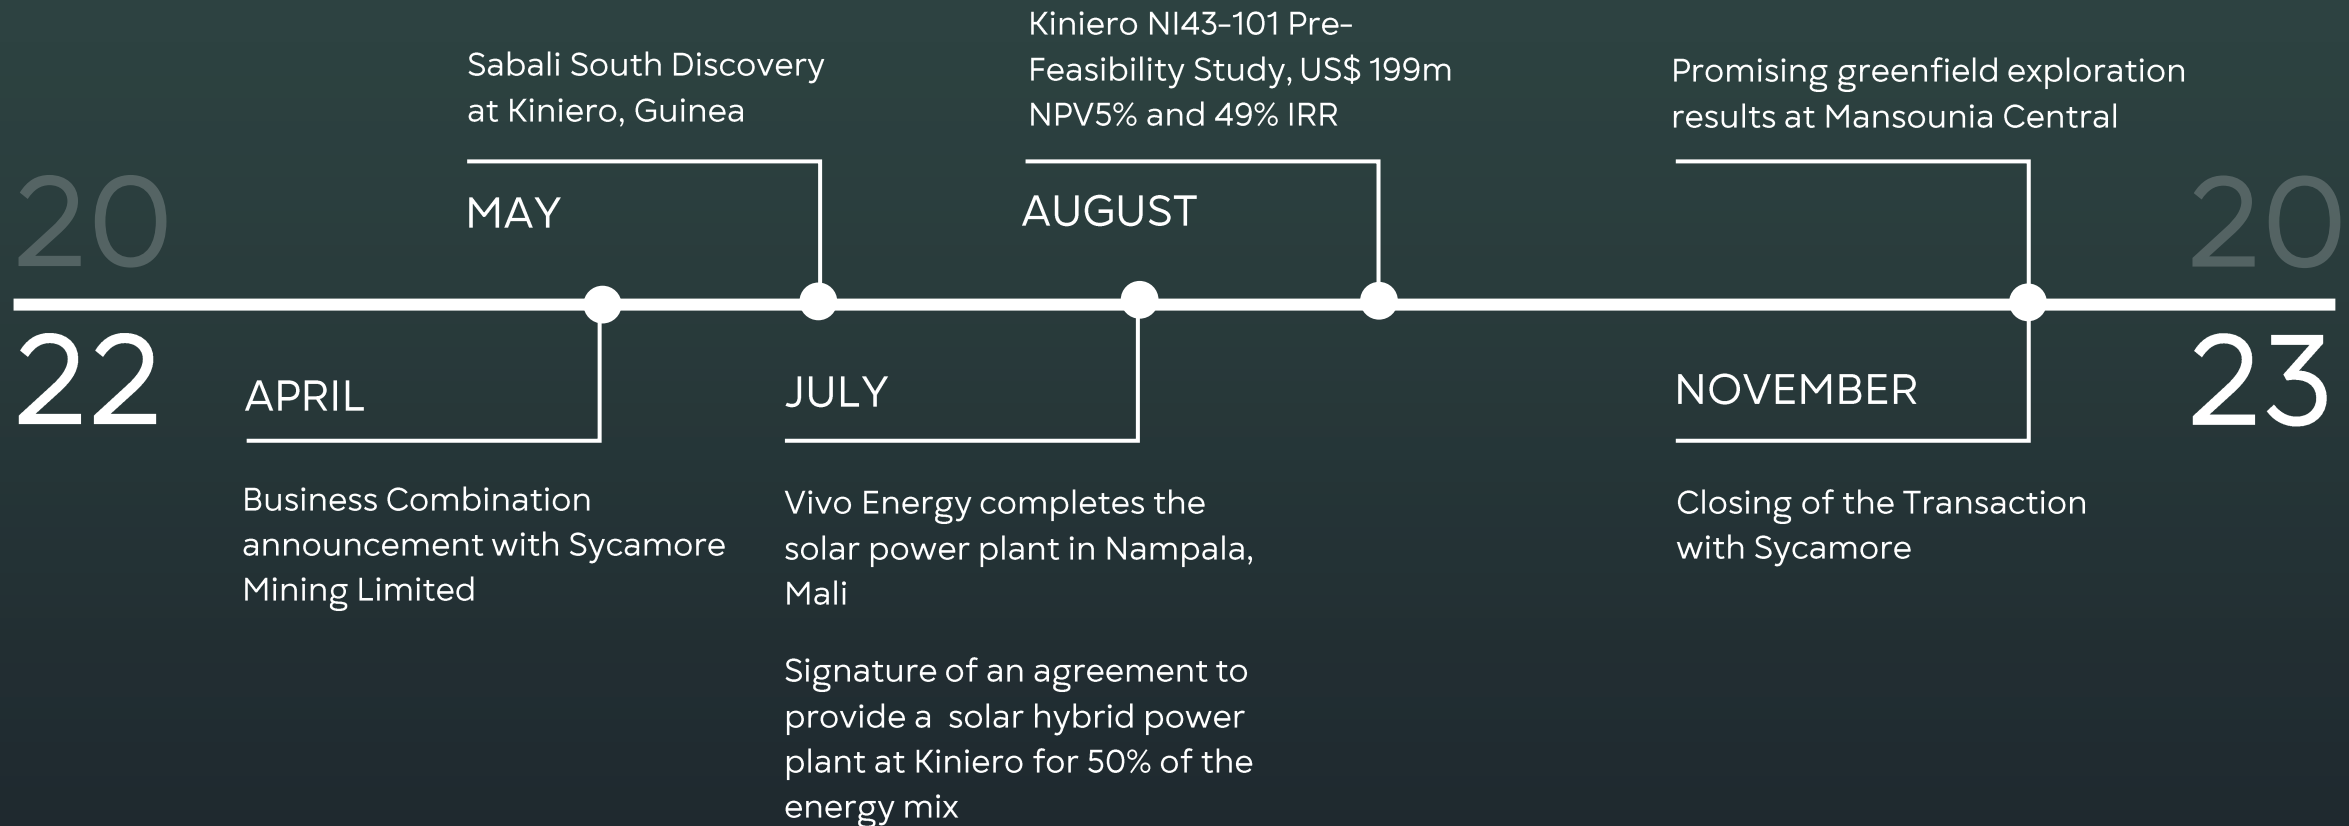 20
22
APRIL
Business Combination
announcement with Sycamore
Mining Limited
Sabali South Discovery
at Kiniero, Guinea
MAY
JULY
Vivo Energy completes the
solar power plant in Nampala,
Mali
Signature of an agreement to
provide a  solar hybrid power
plant at Kiniero for 50% of the
energy mix
Kiniero NI43-101 Pre-
Feasibility Study, US$ 199m
NPV5% and 49% IRR
AUGUST
Promising greenfield exploration
results at Mansounia Central
NOVEMBER
Closing of the Transaction
with Sycamore
20
23